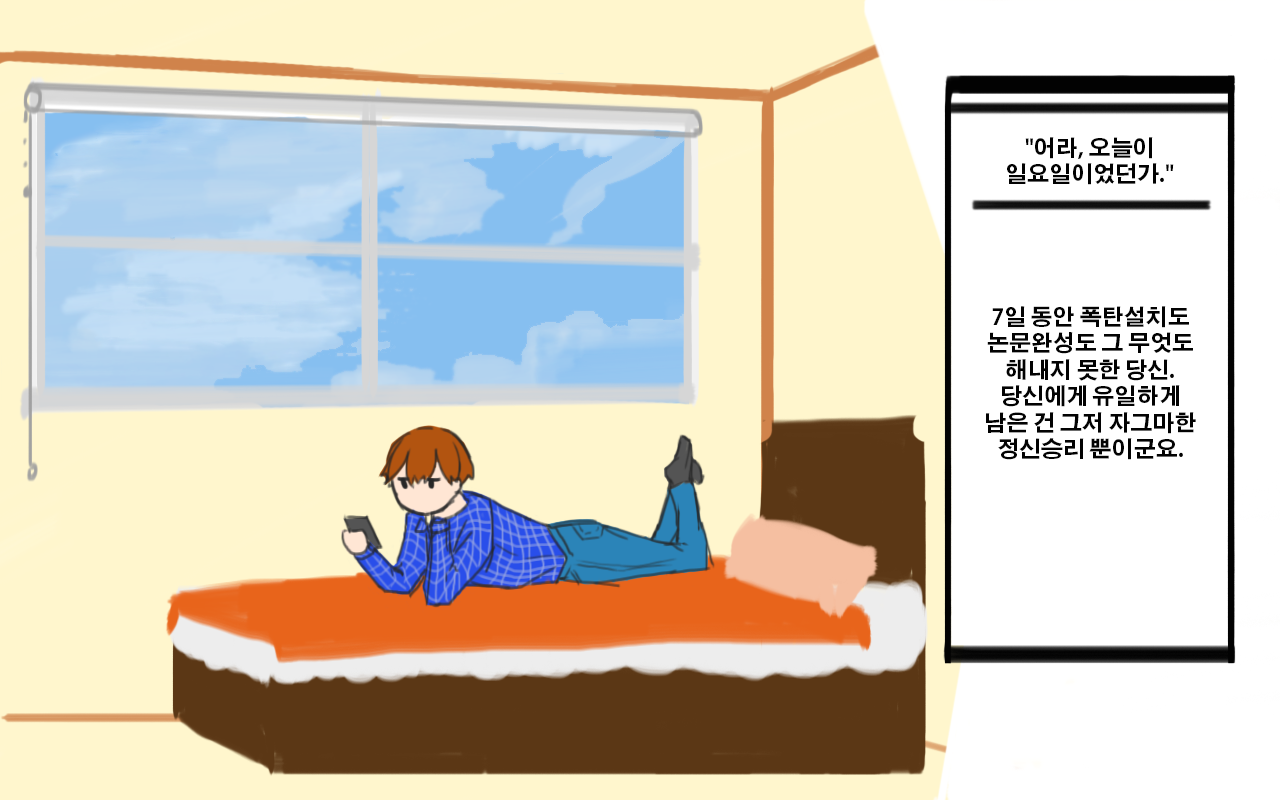 "어라, 오늘이
일요일이었던가."
7일 동안 폭탄설치도
논문완성도 그 무엇도
해내지 못한 당신.
당신에게 유일하게
남은 건 그저 자그마한
정신승리 뿐이군요.